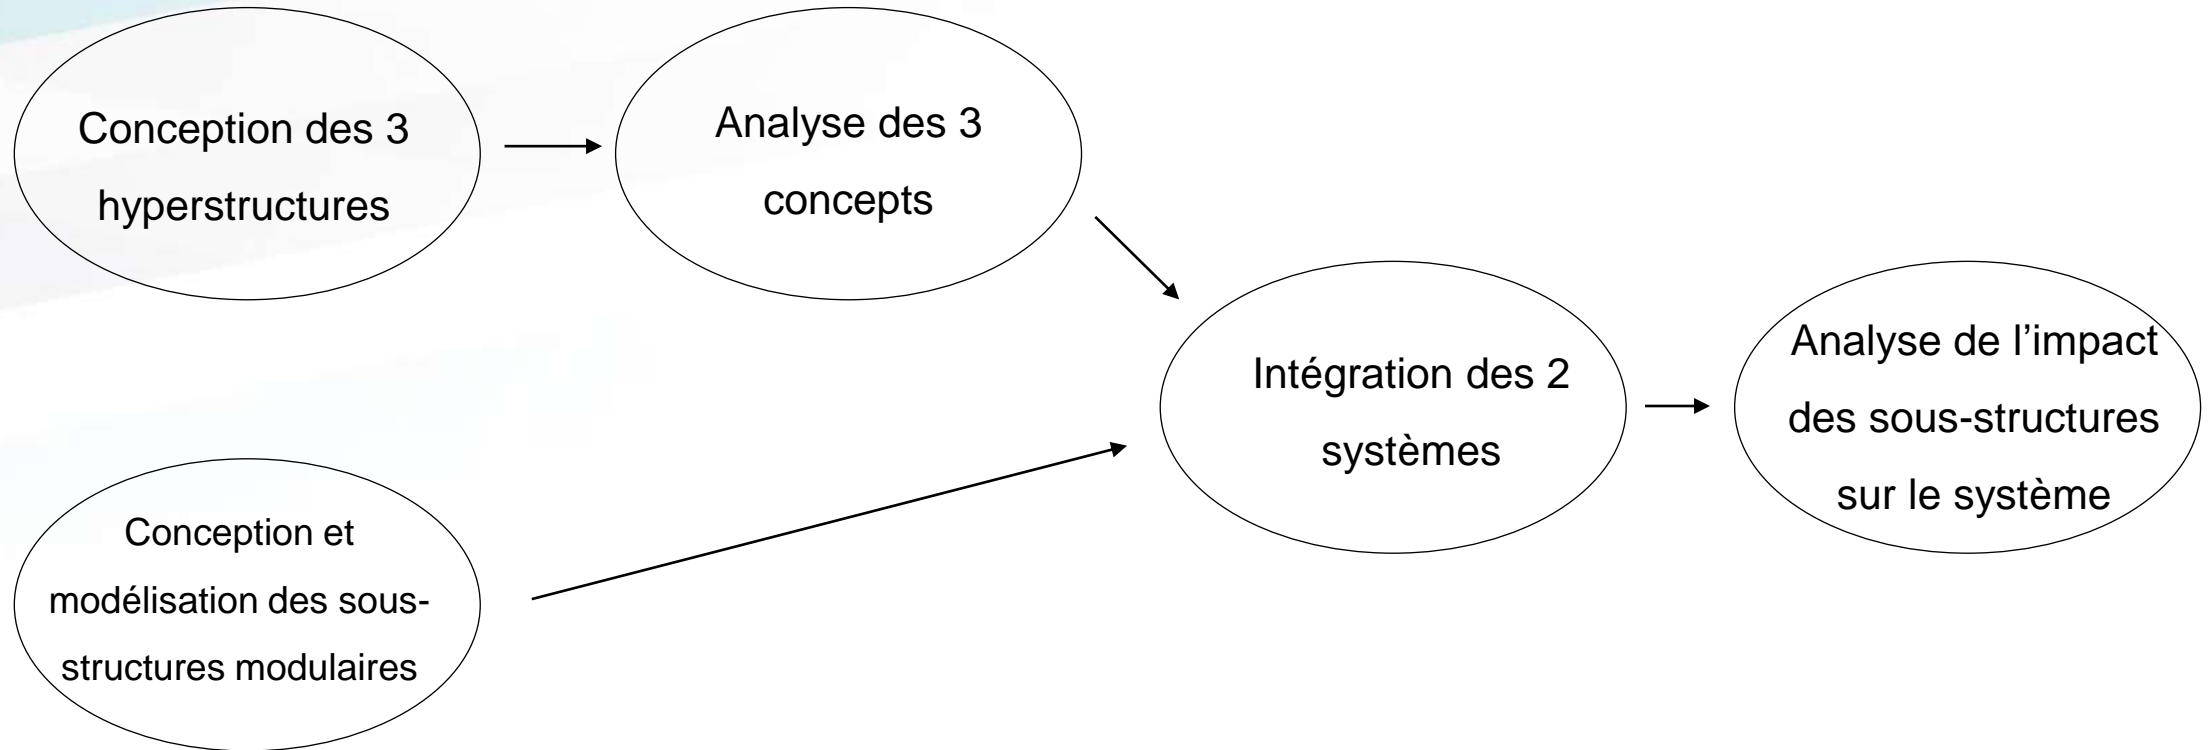 Conception des 3
hyperstructures
Analyse des 3
concepts
Intégration des 2
systèmes
Analyse de l’impact
des sous-structures
sur le système
Conception et
modélisation des sous-
structures modulaires